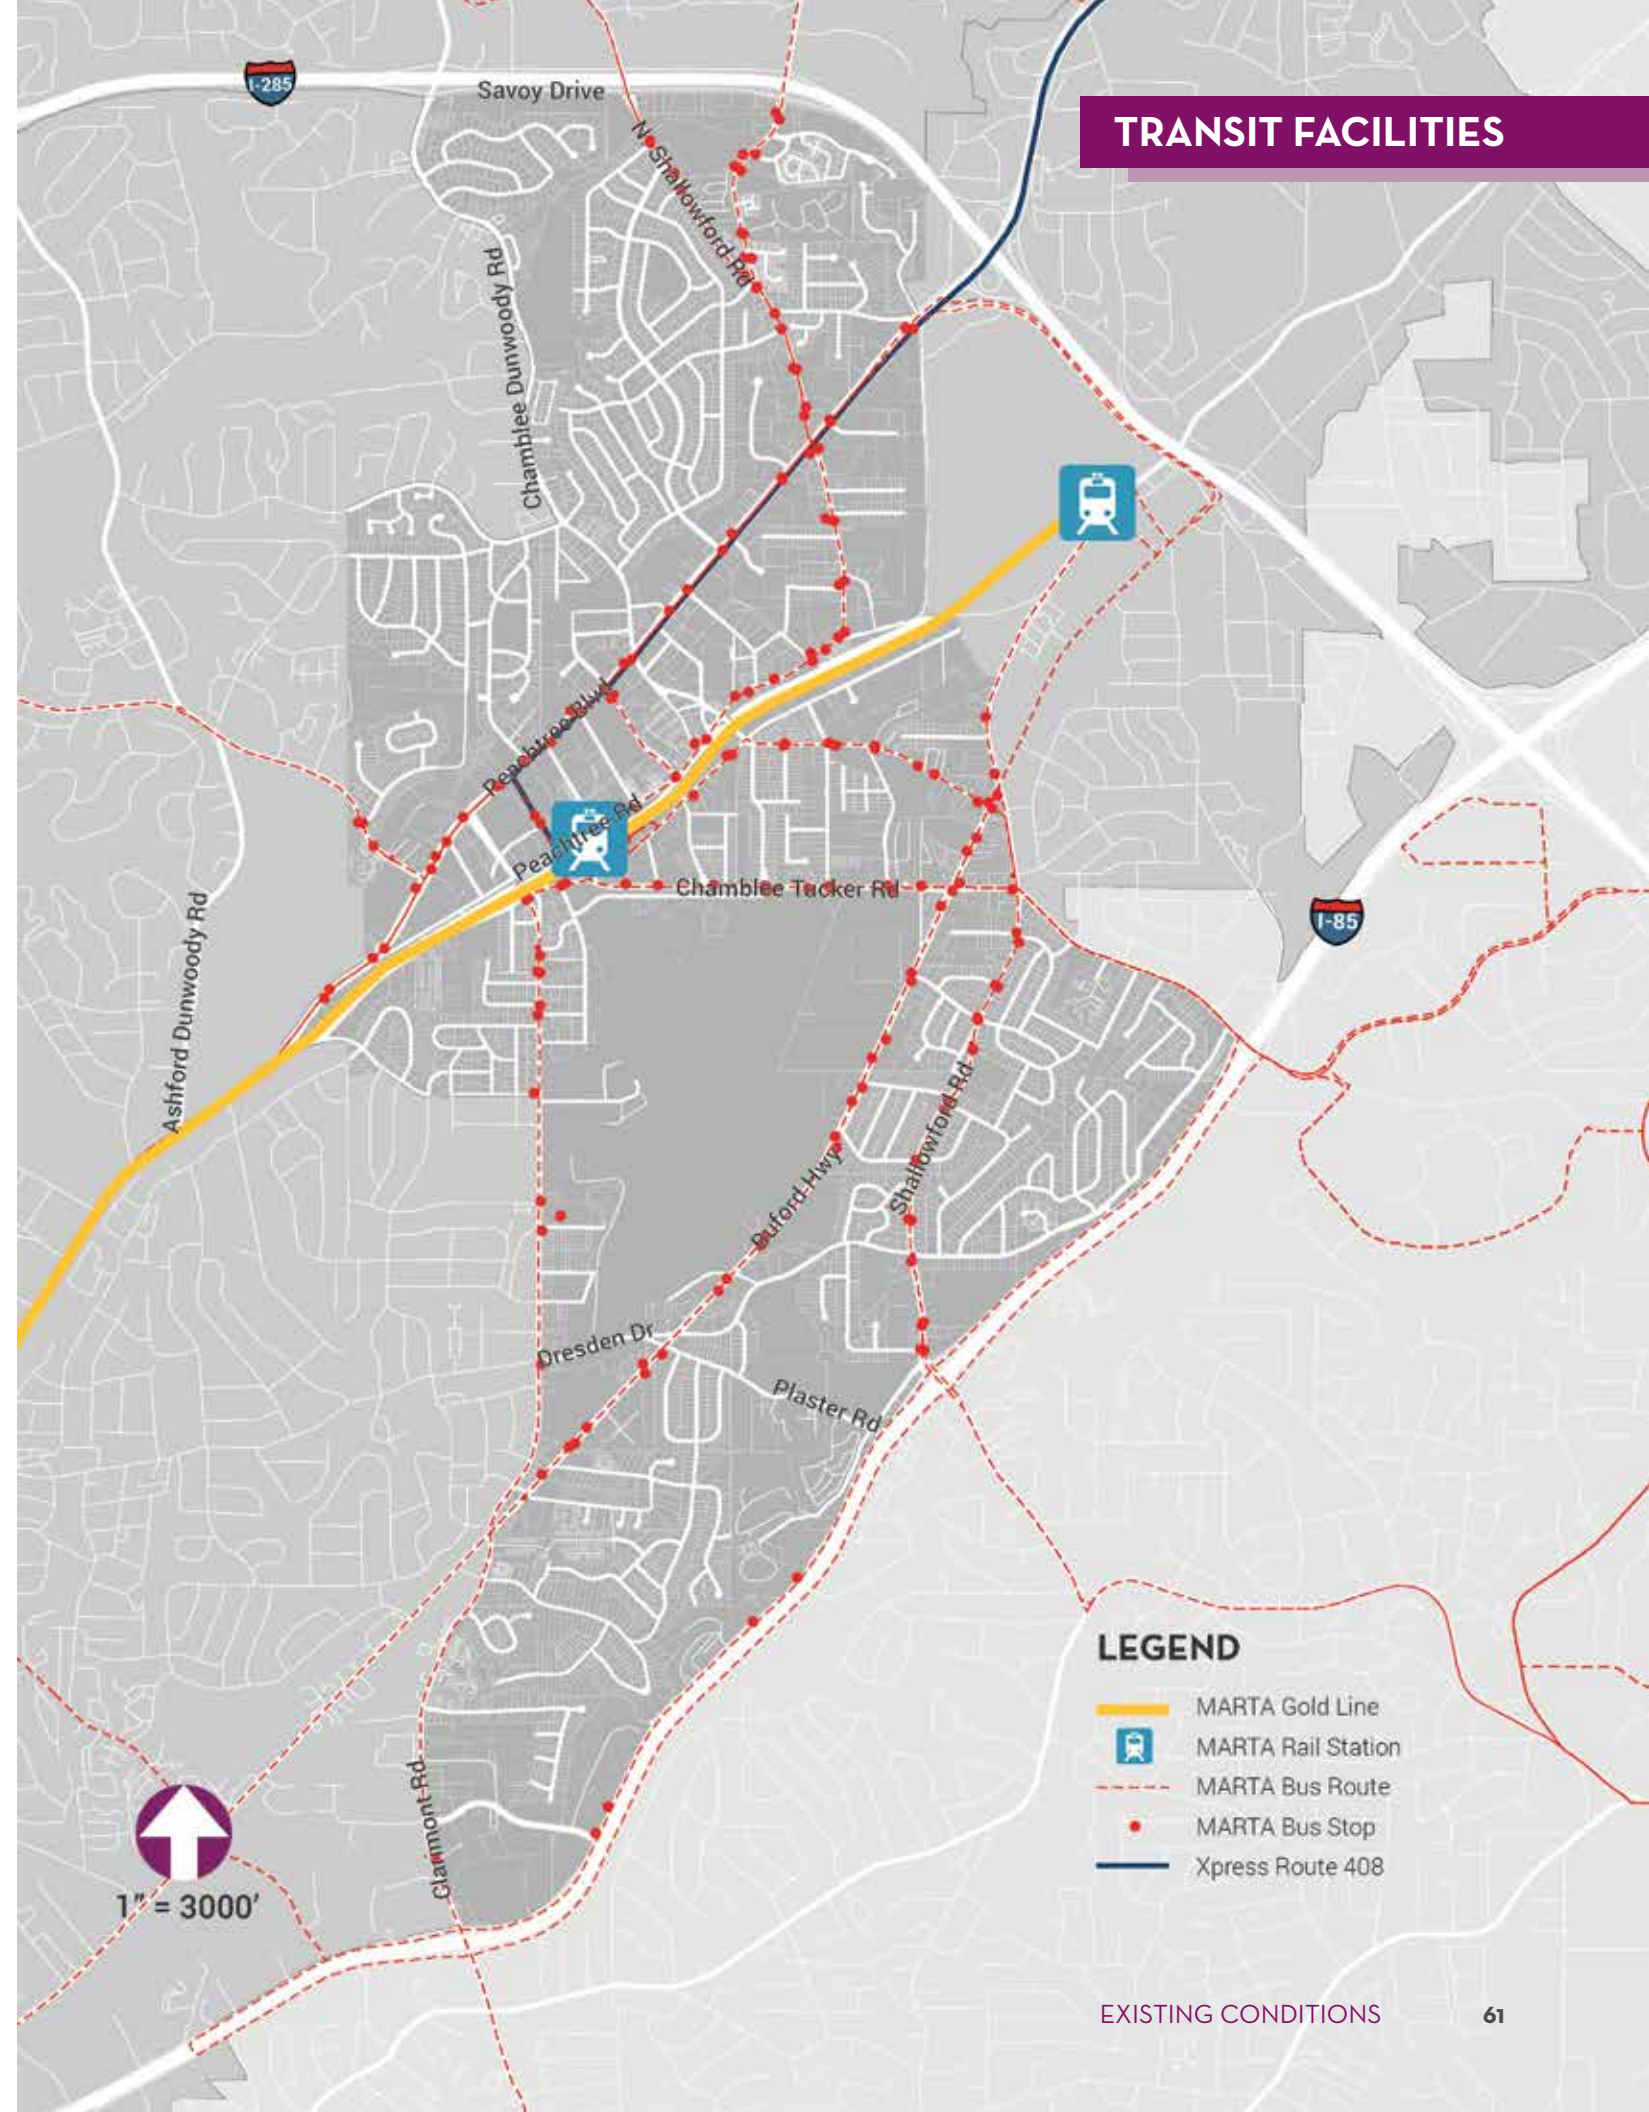 I-285
Savoy Drive
TRANSIT FACILITIES
N Shallowford Rd
Chamblee Dunwoody Rd
Peachtree Blvd
Peachtree Rd
Chamblee Tucker Rd
I-85
Ashford Dunwoody Rd
Shallowford Rd
Buford Hwy
Dresden Dr
Plaster Rd
LEGEND
MARTA Gold Line
MARTA Rail Station
MARTA Bus Route
MARTA Bus Stop
Xpress Route 408
Clarmont Rd
1" = 3000'
EXISTING CONDITIONS 61